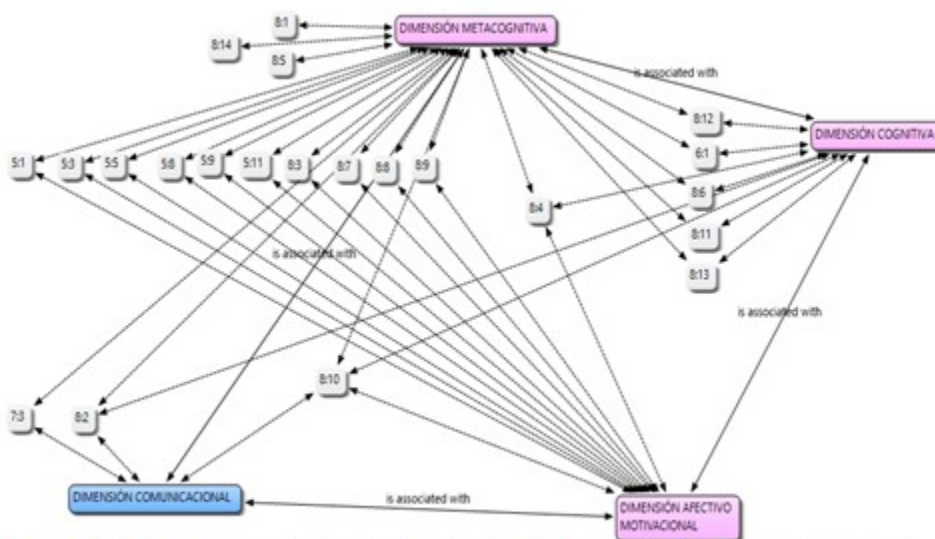 8:1
DIMENSIÓN METACOGNITIVA
8:14
8:5
is associated with
8:12
DIMENSIÓN COGNITIVA
6:1
5:1
5:3
5:5
5:8
5:9
5:11
8:3
8:7
8:8
8:9
8:6
8:4
8:11
is associated with
8:13
is associated with
8:10
7:3
8:2
DIMENSIÓN COMUNICACIONAL
is associated with
DIMENSIÓN AFECTIVO
MOTIVACIONAL